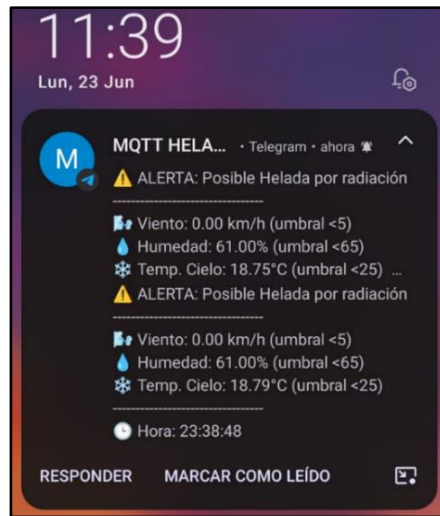 11:39
Lun, 23 Jun
M
MQTT HELA... · Telegram · ahora
⚠️ ALERTA: Posible Helada por radiación
------------------------------
🌬️ Viento: 0.00 km/h (umbral <5)
💧 Humedad: 61.00% (umbral <65)
❄️ Temp. Cielo: 18.75°C (umbral <25) ...
⚠️ ALERTA: Posible Helada por radiación
------------------------------
🌬️ Viento: 0.00 km/h (umbral <5)
💧 Humedad: 61.00% (umbral <65)
❄️ Temp. Cielo: 18.79°C (umbral <25)
------------------------------
🕒 Hora: 23:38:48
RESPONDER MARCAR COMO LEÍDO